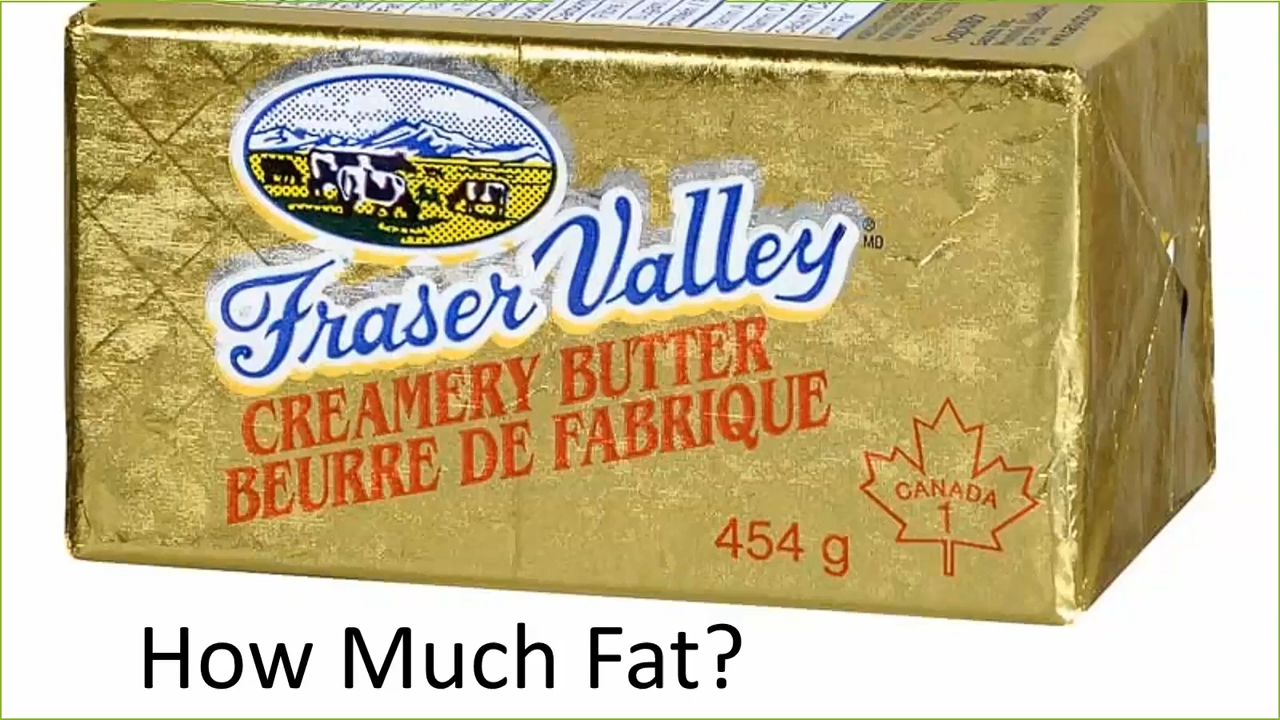 Fraser Valley
® MD
CREAMERY BUTTER
BEURRE DE FABRIQUE
CANADA
1
454 g
How Much Fat?